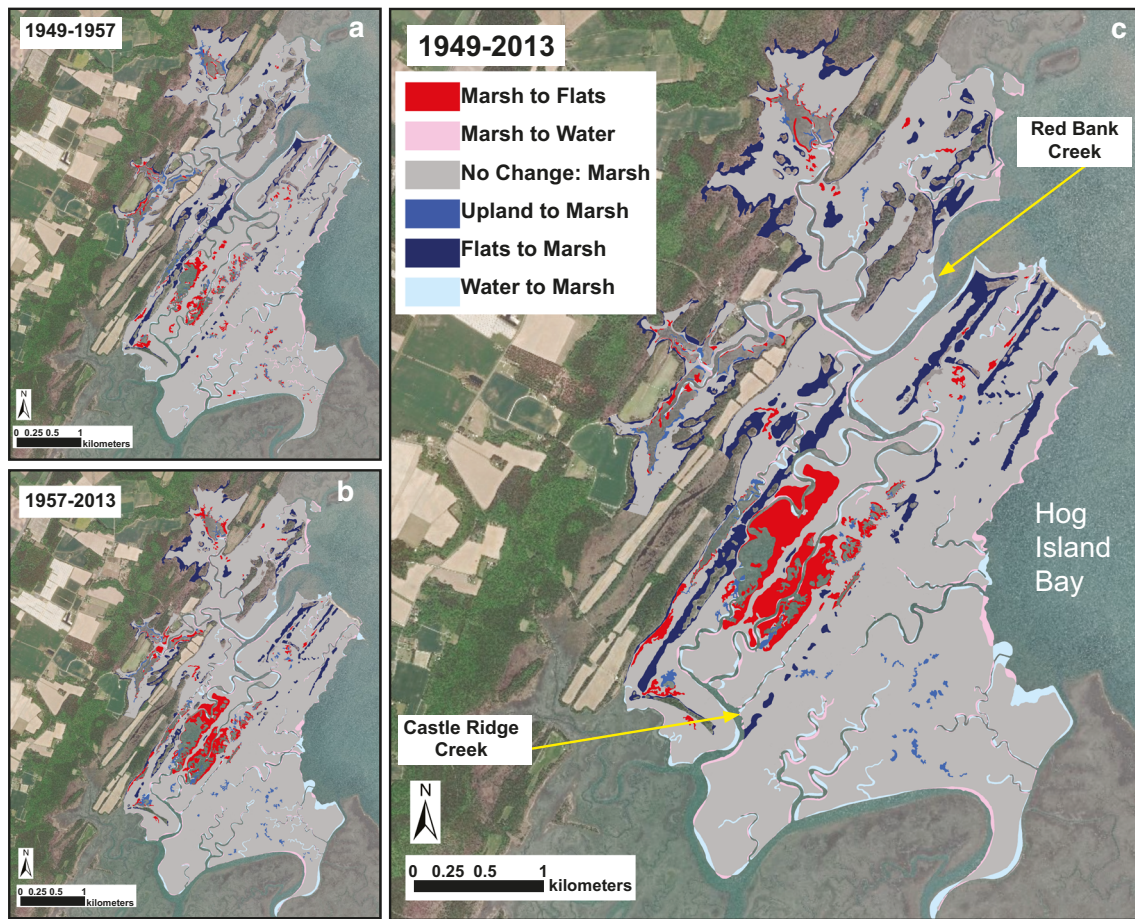 1949-1957
a
N
0 0.25 0.5 1
kilometers
1957-2013
b
N
0 0.25 0.5 1
kilometers
c
1949-2013
Marsh to Flats
Marsh to Water
No Change: Marsh
Upland to Marsh
Flats to Marsh
Water to Marsh
Red Bank
Creek
Hog
Island
Bay
Castle Ridge
Creek
N
0 0.25 0.5 1
kilometers